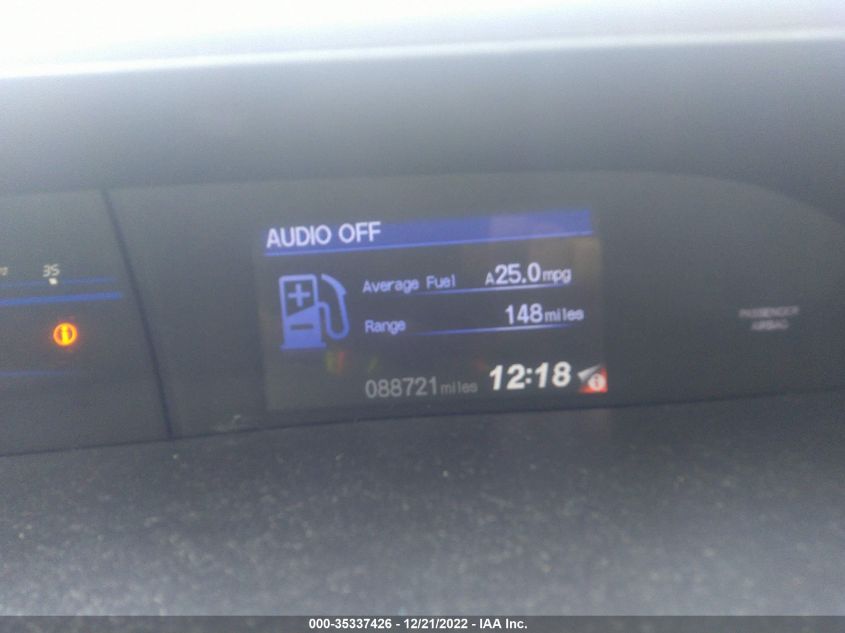 AUDIO OFF
35
Average Fuel A25.0mpg
Range 148miles
PASSENGER
AIRBAG
088721miles 12:18
000-35337426 - 12/21/2022 - IAA Inc.